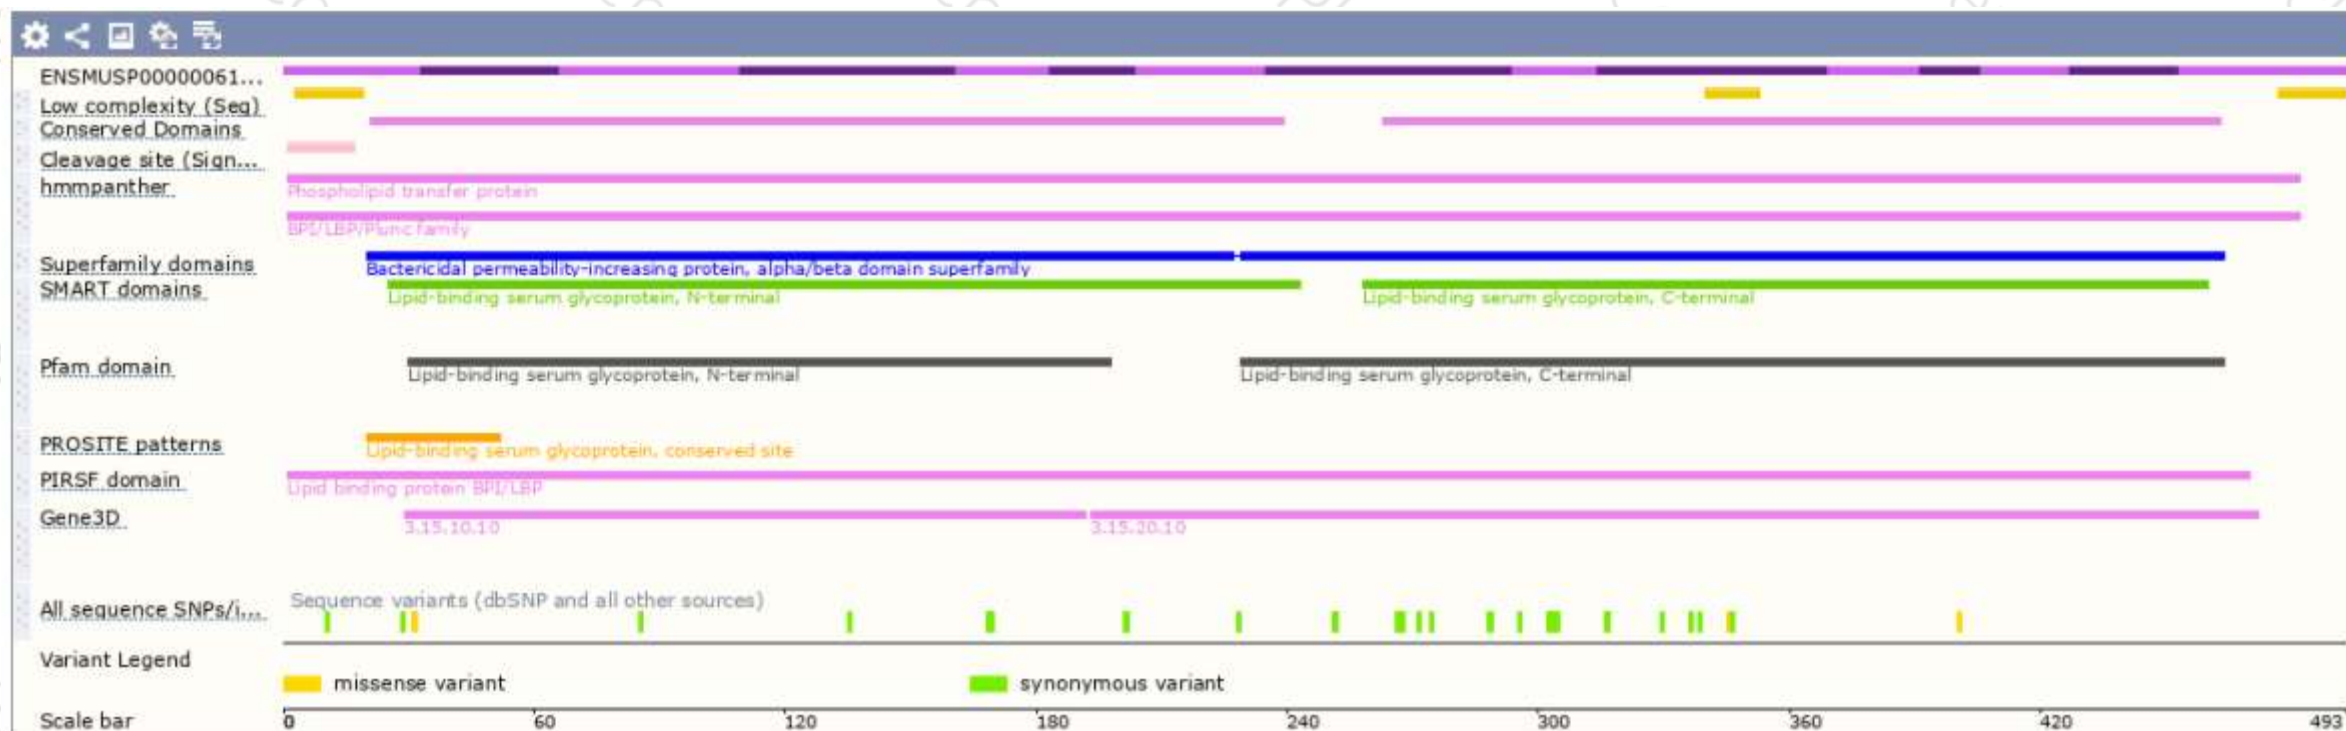 ENSMUSP00000061...
Low complexity (Seg)
Conserved Domains
Cleavage site (Sign...
hmmpanther
Phospholipid transfer protein
BPI/LBP/Plunc family
Superfamily domains
Bactericidal permeability-increasing protein, alpha/beta domain superfamily
SMART domains
Lipid-binding serum glycoprotein, N-terminal
Lipid-binding serum glycoprotein, C-terminal
Pfam domain
Lipid-binding serum glycoprotein, N-terminal
Lipid-binding serum glycoprotein, C-terminal
PROSITE patterns
Lipid-binding serum glycoprotein, conserved site
PIRSF domain
Lipid binding protein BPI/LBP
Gene3D
3.15.10.10
3.15.20.10
All sequence SNPs/i...
Sequence variants (dbSNP and all other sources)
Variant Legend
missense variant
synonymous variant
Scale bar
0 60 120 180 240 300 360 420 493